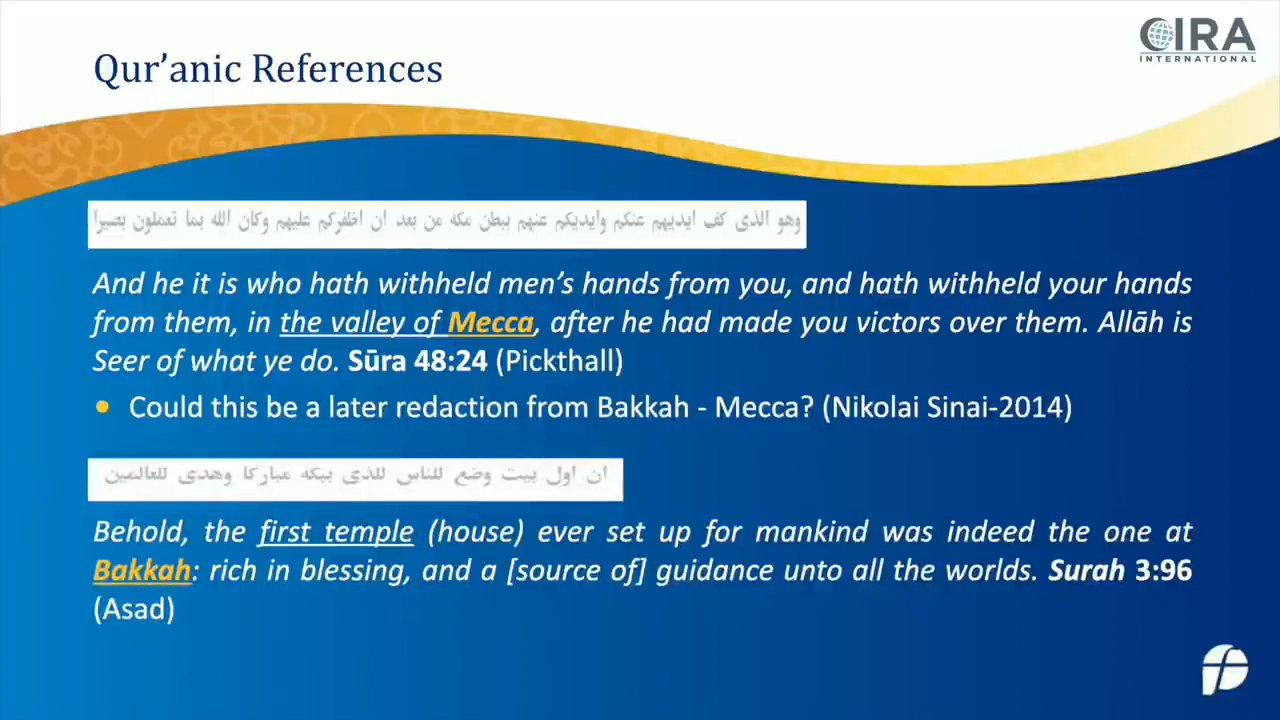 CIRA
INTERNATIONAL
Qur’anic References
وهو الذى كف ايديهم عنكم وايديكم عنهم ببطن مكه من بعد ان اظفركم عليهم وكان الله بما تعملون بصيرا
And he it is who hath withheld men’s hands from you, and hath withheld your hands
from them, in the valley of Mecca, after he had made you victors over them. Allāh is
Seer of what ye do. Sūra 48:24 (Pickthall)
• Could this be a later redaction from Bakkah - Mecca? (Nikolai Sinai-2014)
ان اول بيت وضع للناس للذى ببكه مباركا وهدى للعالمين
Behold, the first temple (house) ever set up for mankind was indeed the one at
Bakkah: rich in blessing, and a [source of] guidance unto all the worlds. Surah 3:96
(Asad)